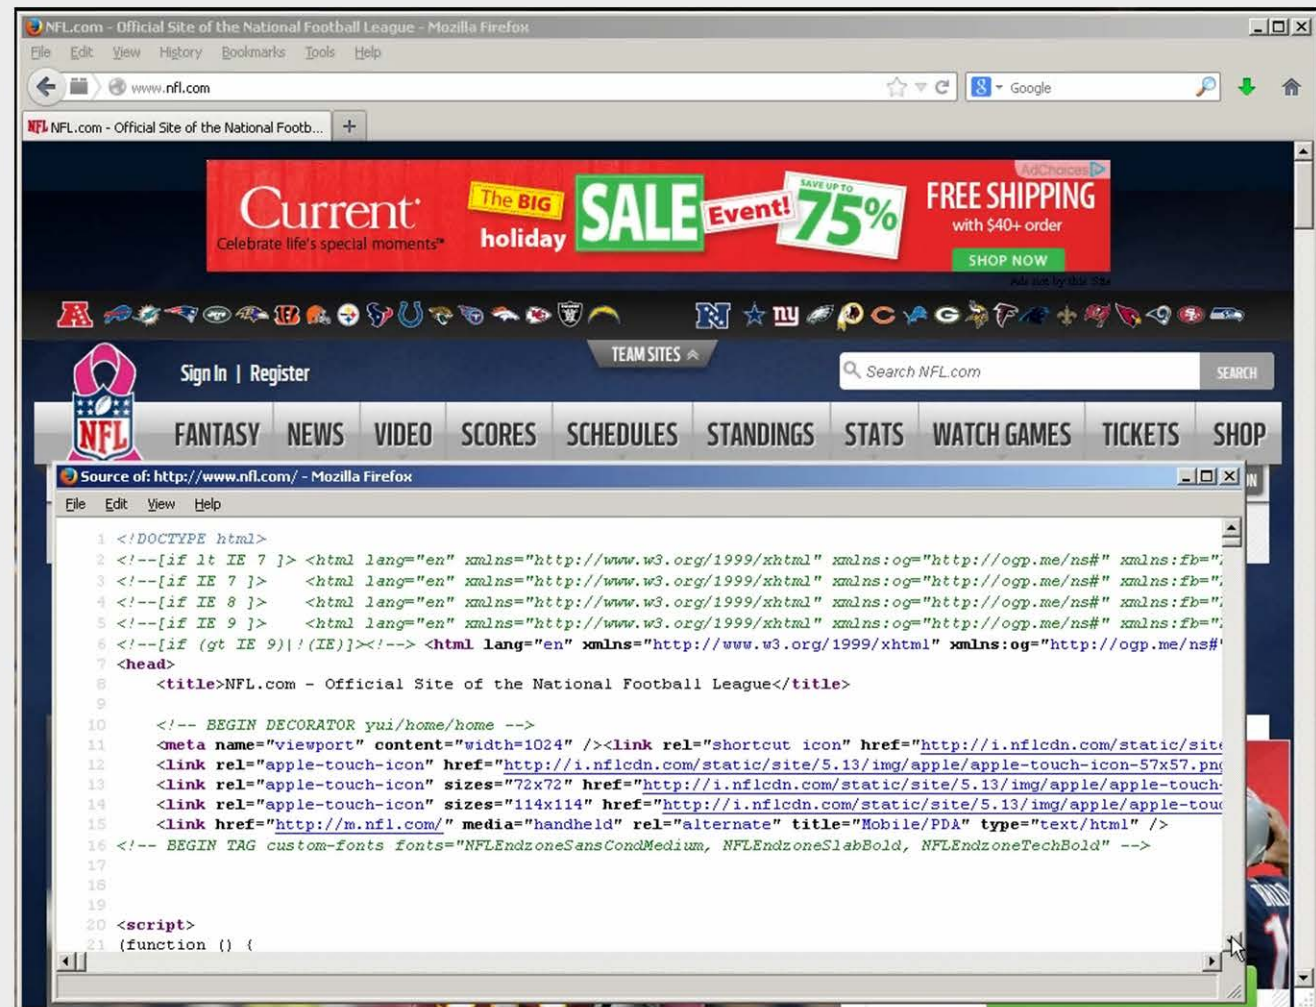 NFL.com - Official Site of the National Football League - Mozilla Firefox
File Edit View History Bookmarks Tools Help
www.nfl.com
8 Google
NFL NFL.com - Official Site of the National Footb... +
AdChoices
Current
Celebrate life's special moments™
The BIG
holiday
SALE
Event!
SAVE UP TO
75%
FREE SHIPPING
with $40+ order
SHOP NOW
Ads not by this Site
TEAM SITES
Sign In | Register
Search NFL.com
SEARCH
NFL
FANTASY NEWS VIDEO SCORES SCHEDULES STANDINGS STATS WATCH GAMES TICKETS SHOP
Source of: http://www.nfl.com/ - Mozilla Firefox
File Edit View Help
1 <!DOCTYPE html>
2 <!--[if lt IE 7 ]> <html lang="en" xmlns="http://www.w3.org/1999/xhtml" xmlns:og="http://ogp.me/ns#" xmlns:fb="
3 <!--[if IE 7 ]> <html lang="en" xmlns="http://www.w3.org/1999/xhtml" xmlns:og="http://ogp.me/ns#" xmlns:fb="
4 <!--[if IE 8 ]> <html lang="en" xmlns="http://www.w3.org/1999/xhtml" xmlns:og="http://ogp.me/ns#" xmlns:fb="
5 <!--[if IE 9 ]> <html lang="en" xmlns="http://www.w3.org/1999/xhtml" xmlns:og="http://ogp.me/ns#" xmlns:fb="
6 <!--[if (gt IE 9)|!(IE)]><!--> <html lang="en" xmlns="http://www.w3.org/1999/xhtml" xmlns:og="http://ogp.me/ns#"
7 <head>
8 <title>NFL.com - Official Site of the National Football League</title>
9
10 <!-- BEGIN DECORATOR yui/home/home -->
11 <meta name="viewport" content="width=1024" /><link rel="shortcut icon" href="http://i.nflcdn.com/static/site
12 <link rel="apple-touch-icon" href="http://i.nflcdn.com/static/site/5.13/img/apple/apple-touch-icon-57x57.png
13 <link rel="apple-touch-icon" sizes="72x72" href="http://i.nflcdn.com/static/site/5.13/img/apple/apple-touch-
14 <link rel="apple-touch-icon" sizes="114x114" href="http://i.nflcdn.com/static/site/5.13/img/apple/apple-touc
15 <link href="http://m.nfl.com/" media="handheld" rel="alternate" title="Mobile/PDA" type="text/html" />
16 <!-- BEGIN TAG custom-fonts fonts="NFLEndzoneSansCondMedium, NFLEndzoneSlabBold, NFLEndzoneTechBold" -->
17
18
19
20 <script>
21 (function () {